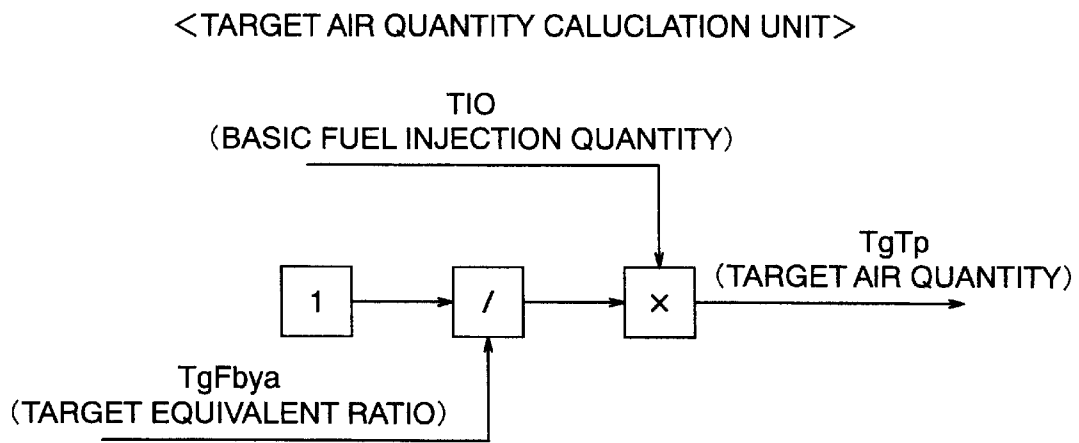 <TARGET AIR QUANTITY CALUCLATION UNIT>
TIO
(BASIC FUEL INJECTION QUANTITY)
TgTp
(TARGET AIR QUANTITY)
1
/
×
TgFbya
(TARGET EQUIVALENT RATIO)